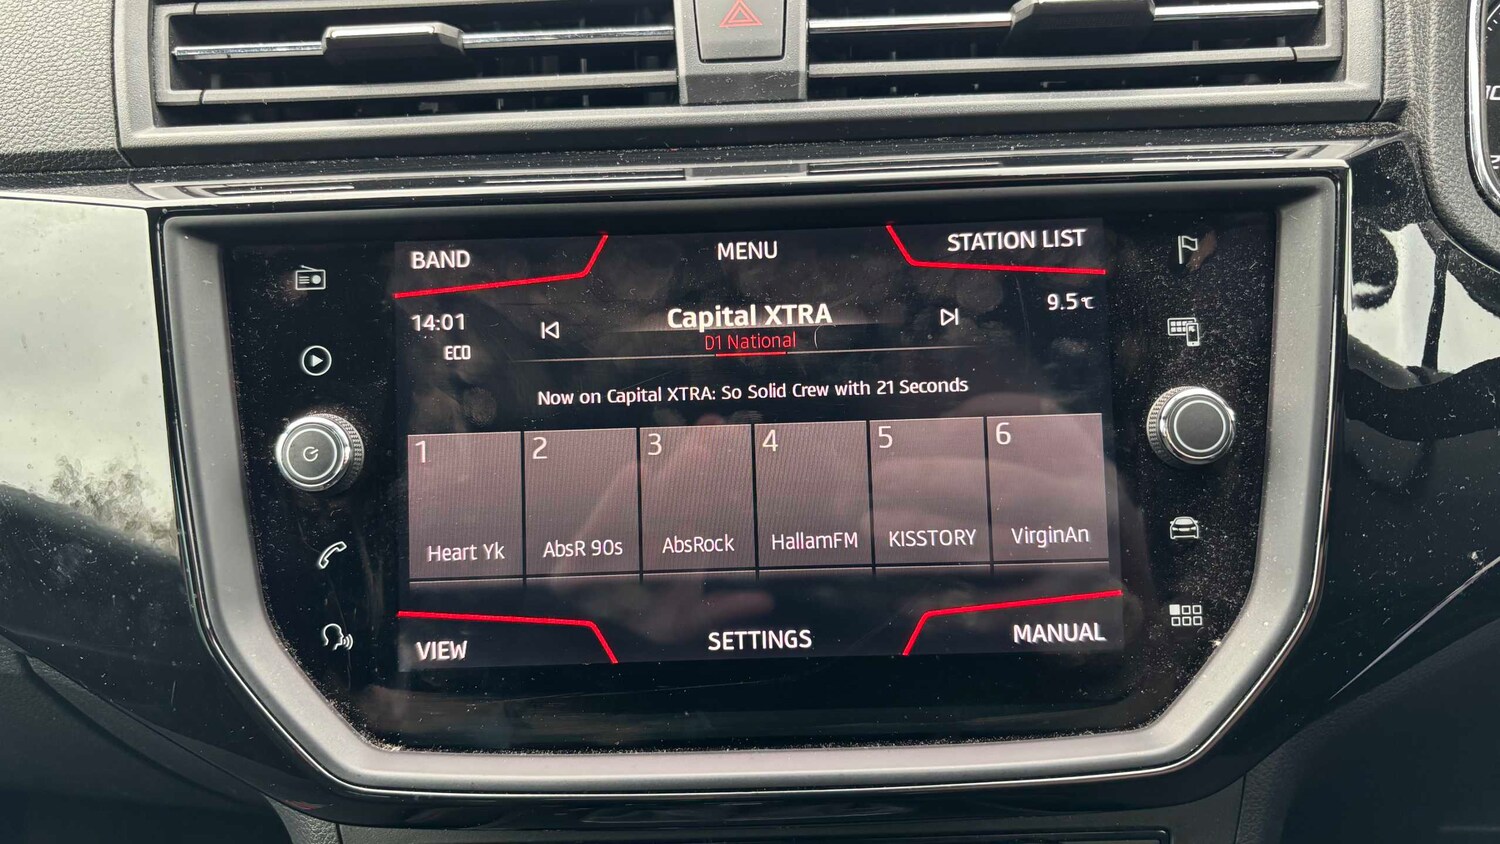 BAND
MENU
STATION LIST
14:01
ECO
Capital XTRA
D1 National
9.5℃
Now on Capital XTRA: So Solid Crew with 21 Seconds
1
2
3
4
5
6
Heart Yk
AbsR 90s
AbsRock
HallamFM
KISSTORY
VirginAn
VIEW
SETTINGS
MANUAL